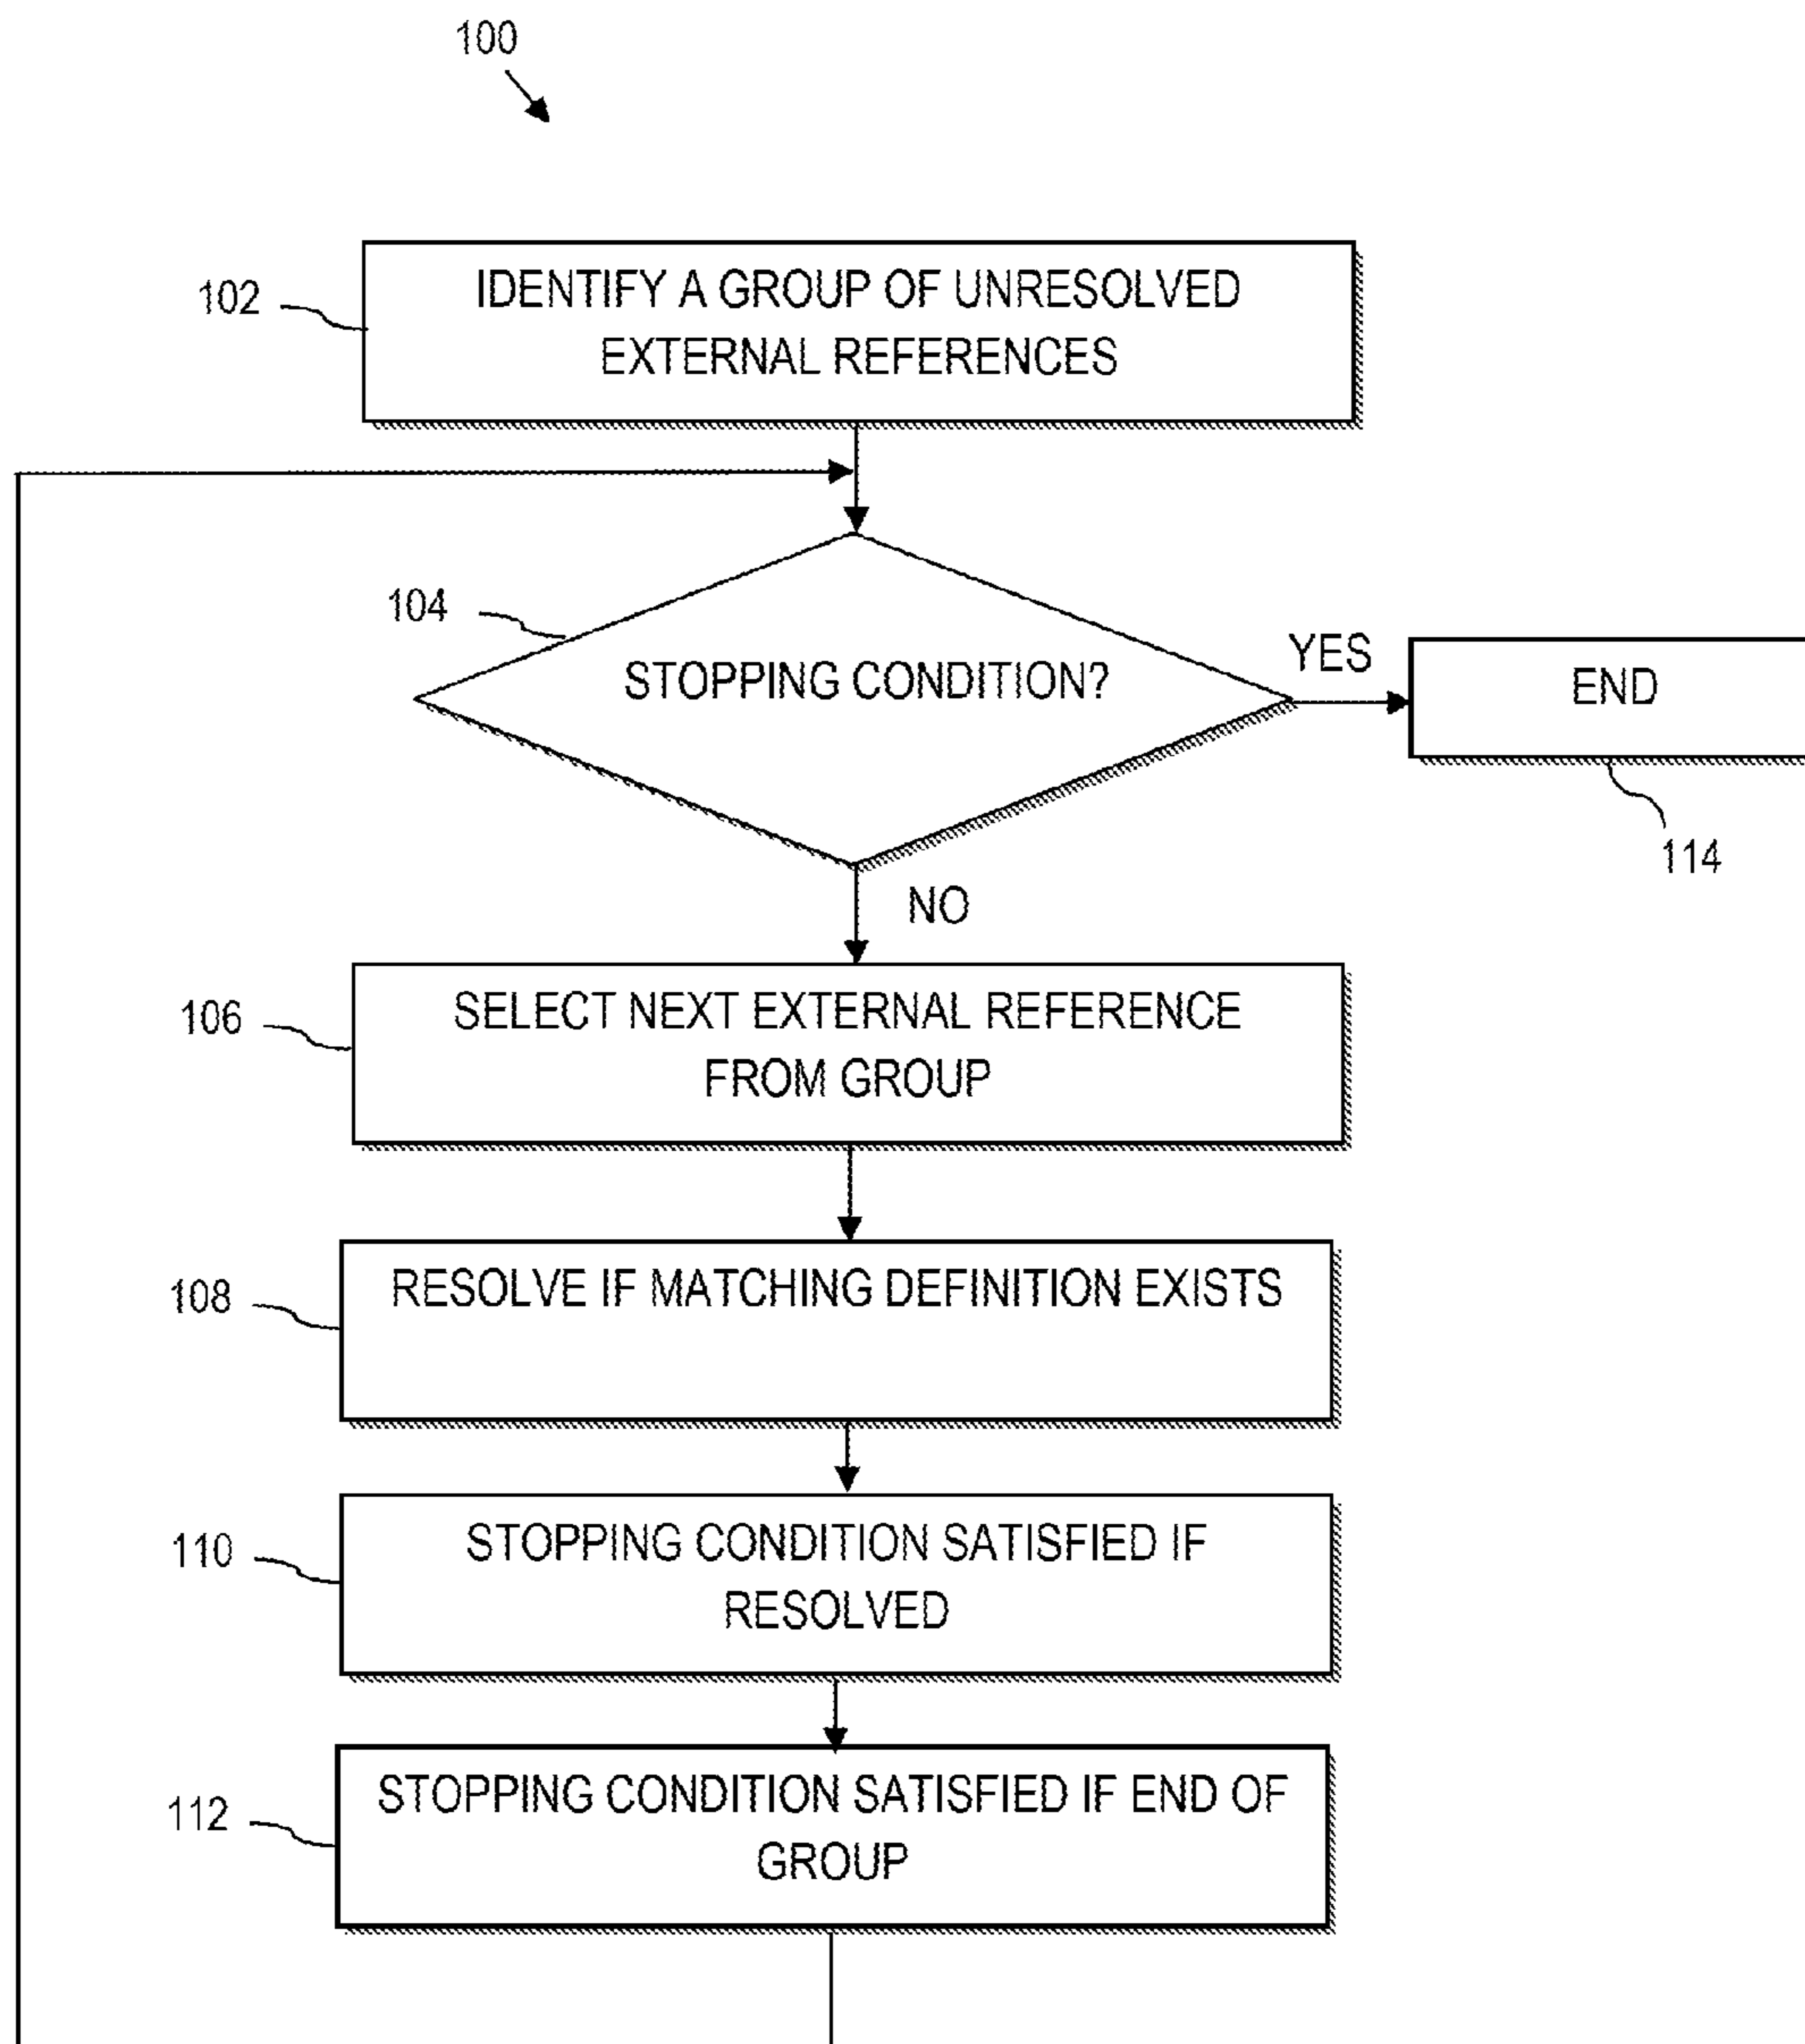 100
102
IDENTIFY A GROUP OF UNRESOLVED
EXTERNAL REFERENCES
104
STOPPING CONDITION?
YES
END
114
NO
106
SELECT NEXT EXTERNAL REFERENCE
FROM GROUP
108
RESOLVE IF MATCHING DEFINITION EXISTS
110
STOPPING CONDITION SATISFIED IF
RESOLVED
112
STOPPING CONDITION SATISFIED IF END OF
GROUP